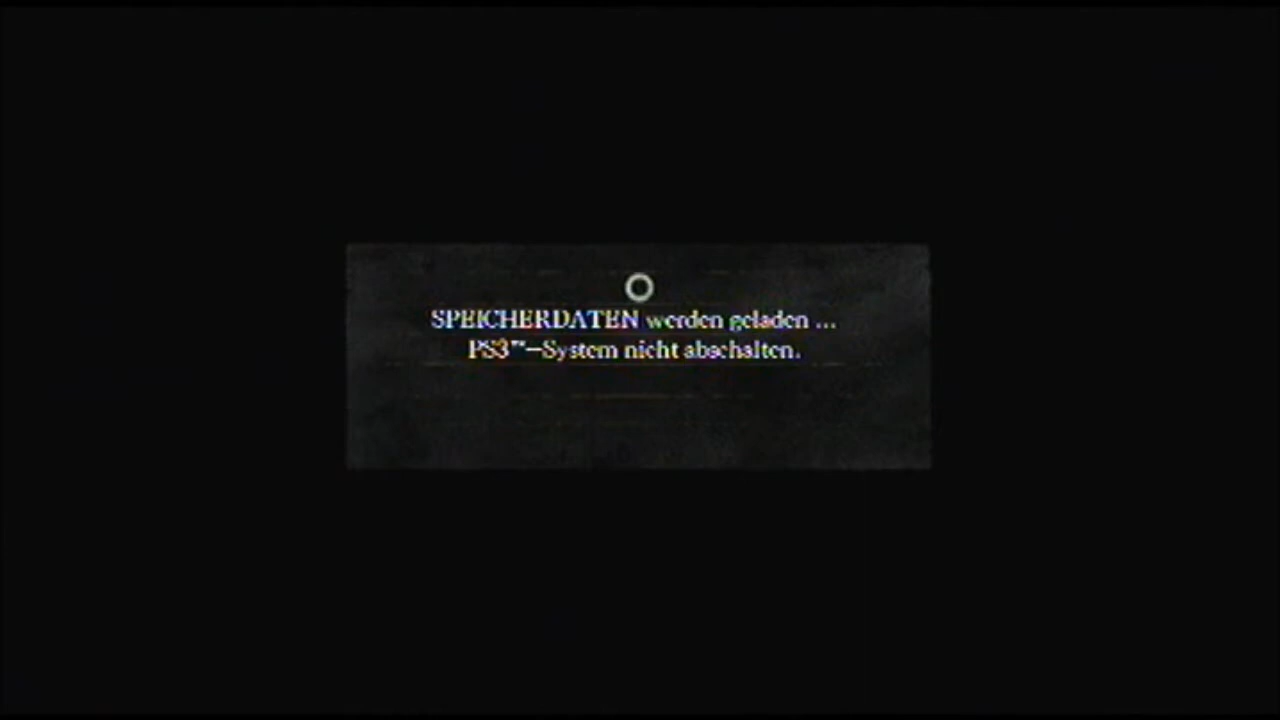 SPEICHERDATEN werden geladen ...
PS3™-System nicht abschalten.